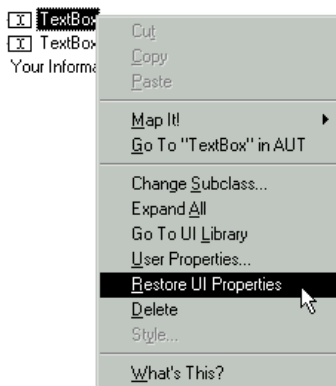 TextBox
TextBox
Your Informa
Cut
Copy
Paste
Map It!
Go To "TextBox" in AUT
Change Subclass...
Expand All
Go To UI Library
User Properties...
Restore UI Properties
Delete
Style...
What's This?